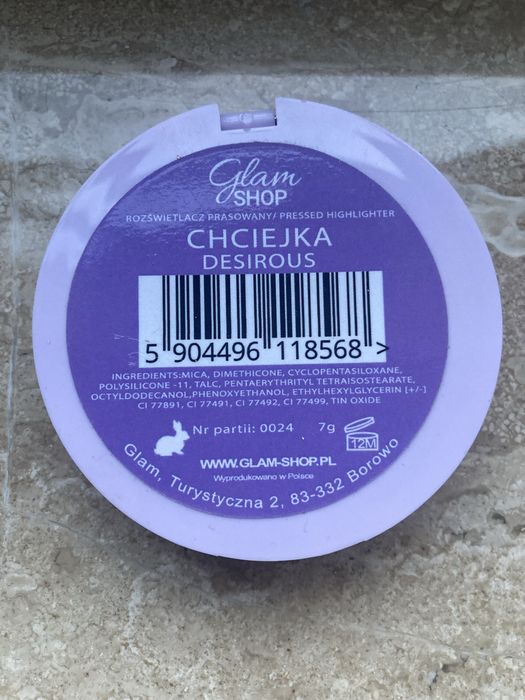 Glam
SHOP
ROZŚWIETLACZ PRASOWANY/ PRESSED HIGHLIGHTER
CHCIEJKA
DESIROUS
5 904496 118568 >
INGREDIENTS:MICA, DIMETHICONE, CYCLOPENTASILOXANE,
POLYSILICONE -11, TALC, PENTAERYTHRITYL TETRAISOSTEARATE,
OCTYLDODECANOL,PHENOXYETHANOL, ETHYLHEXYLGLYCERIN [+/-]
CI 77891, CI 77491, CI 77492, CI 77499, TIN OXIDE
Nr partii: 0024 7g 12M
WWW.GLAM-SHOP.PL
Wyprodukowano w Polsce
Glam, Turystyczna 2, 83-332 Borowo